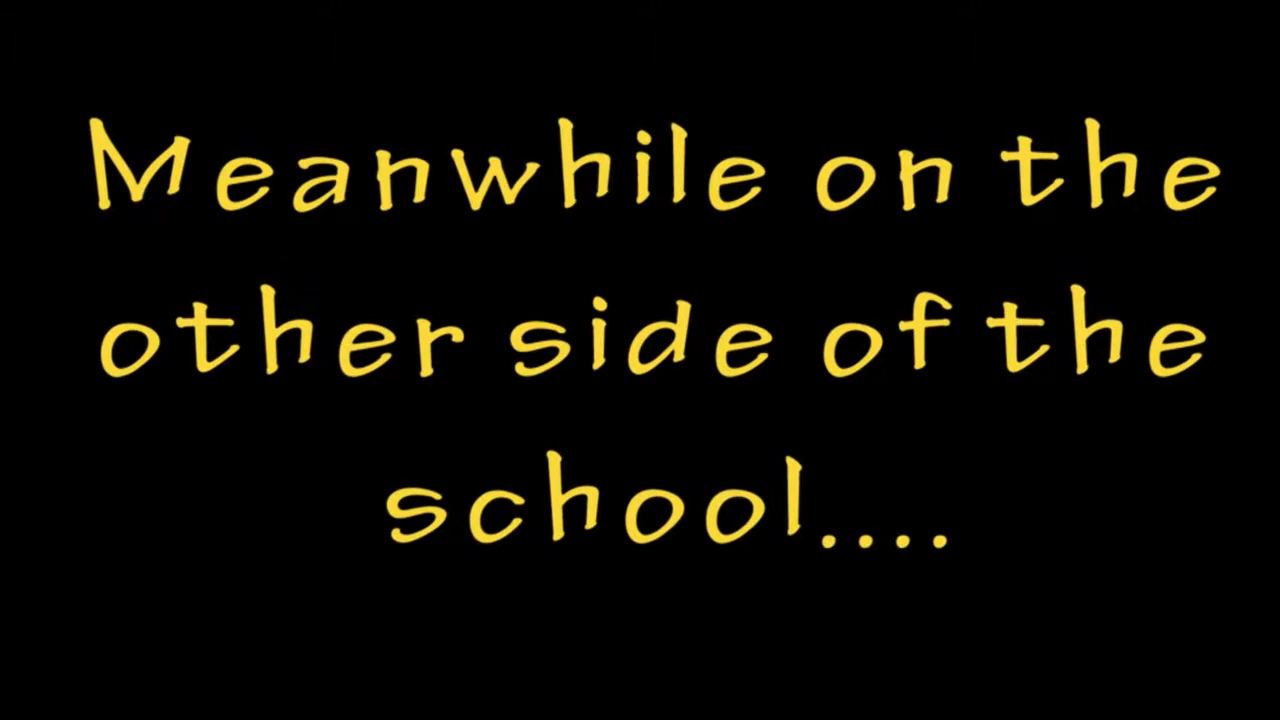 Meanwhile on the
other side of the
school....